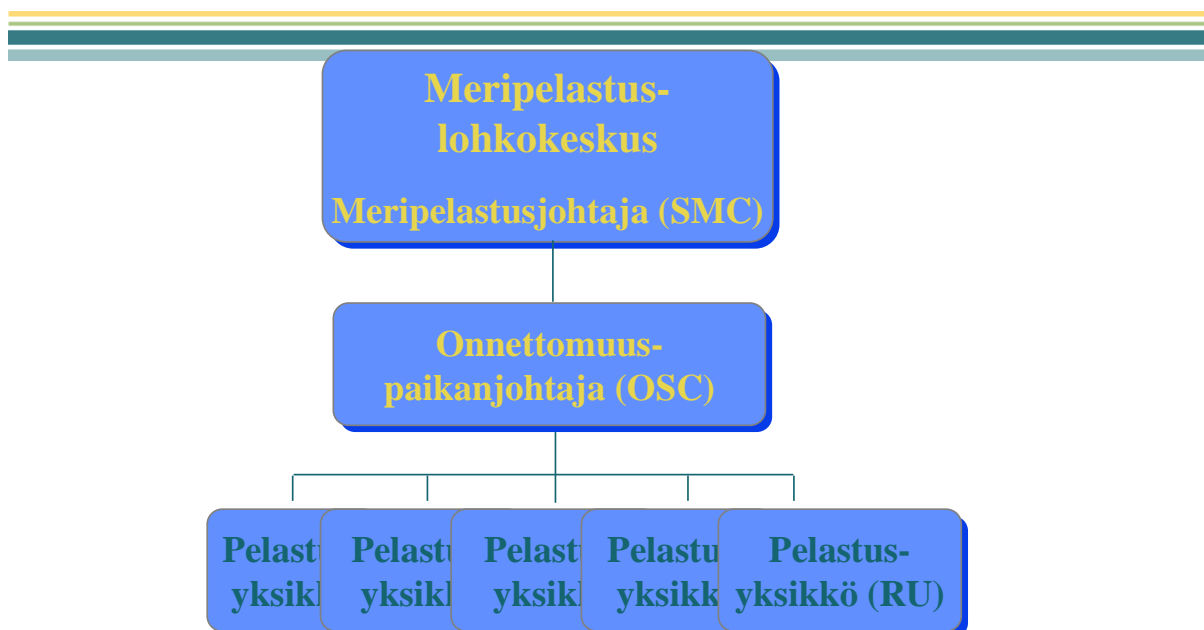 Meripelastus-
lohkokeskus
Meripelastusjohtaja (SMC)
Onnettomuus-
paikanjohtaja (OSC)
Pelastus-
yksikkö (RU)